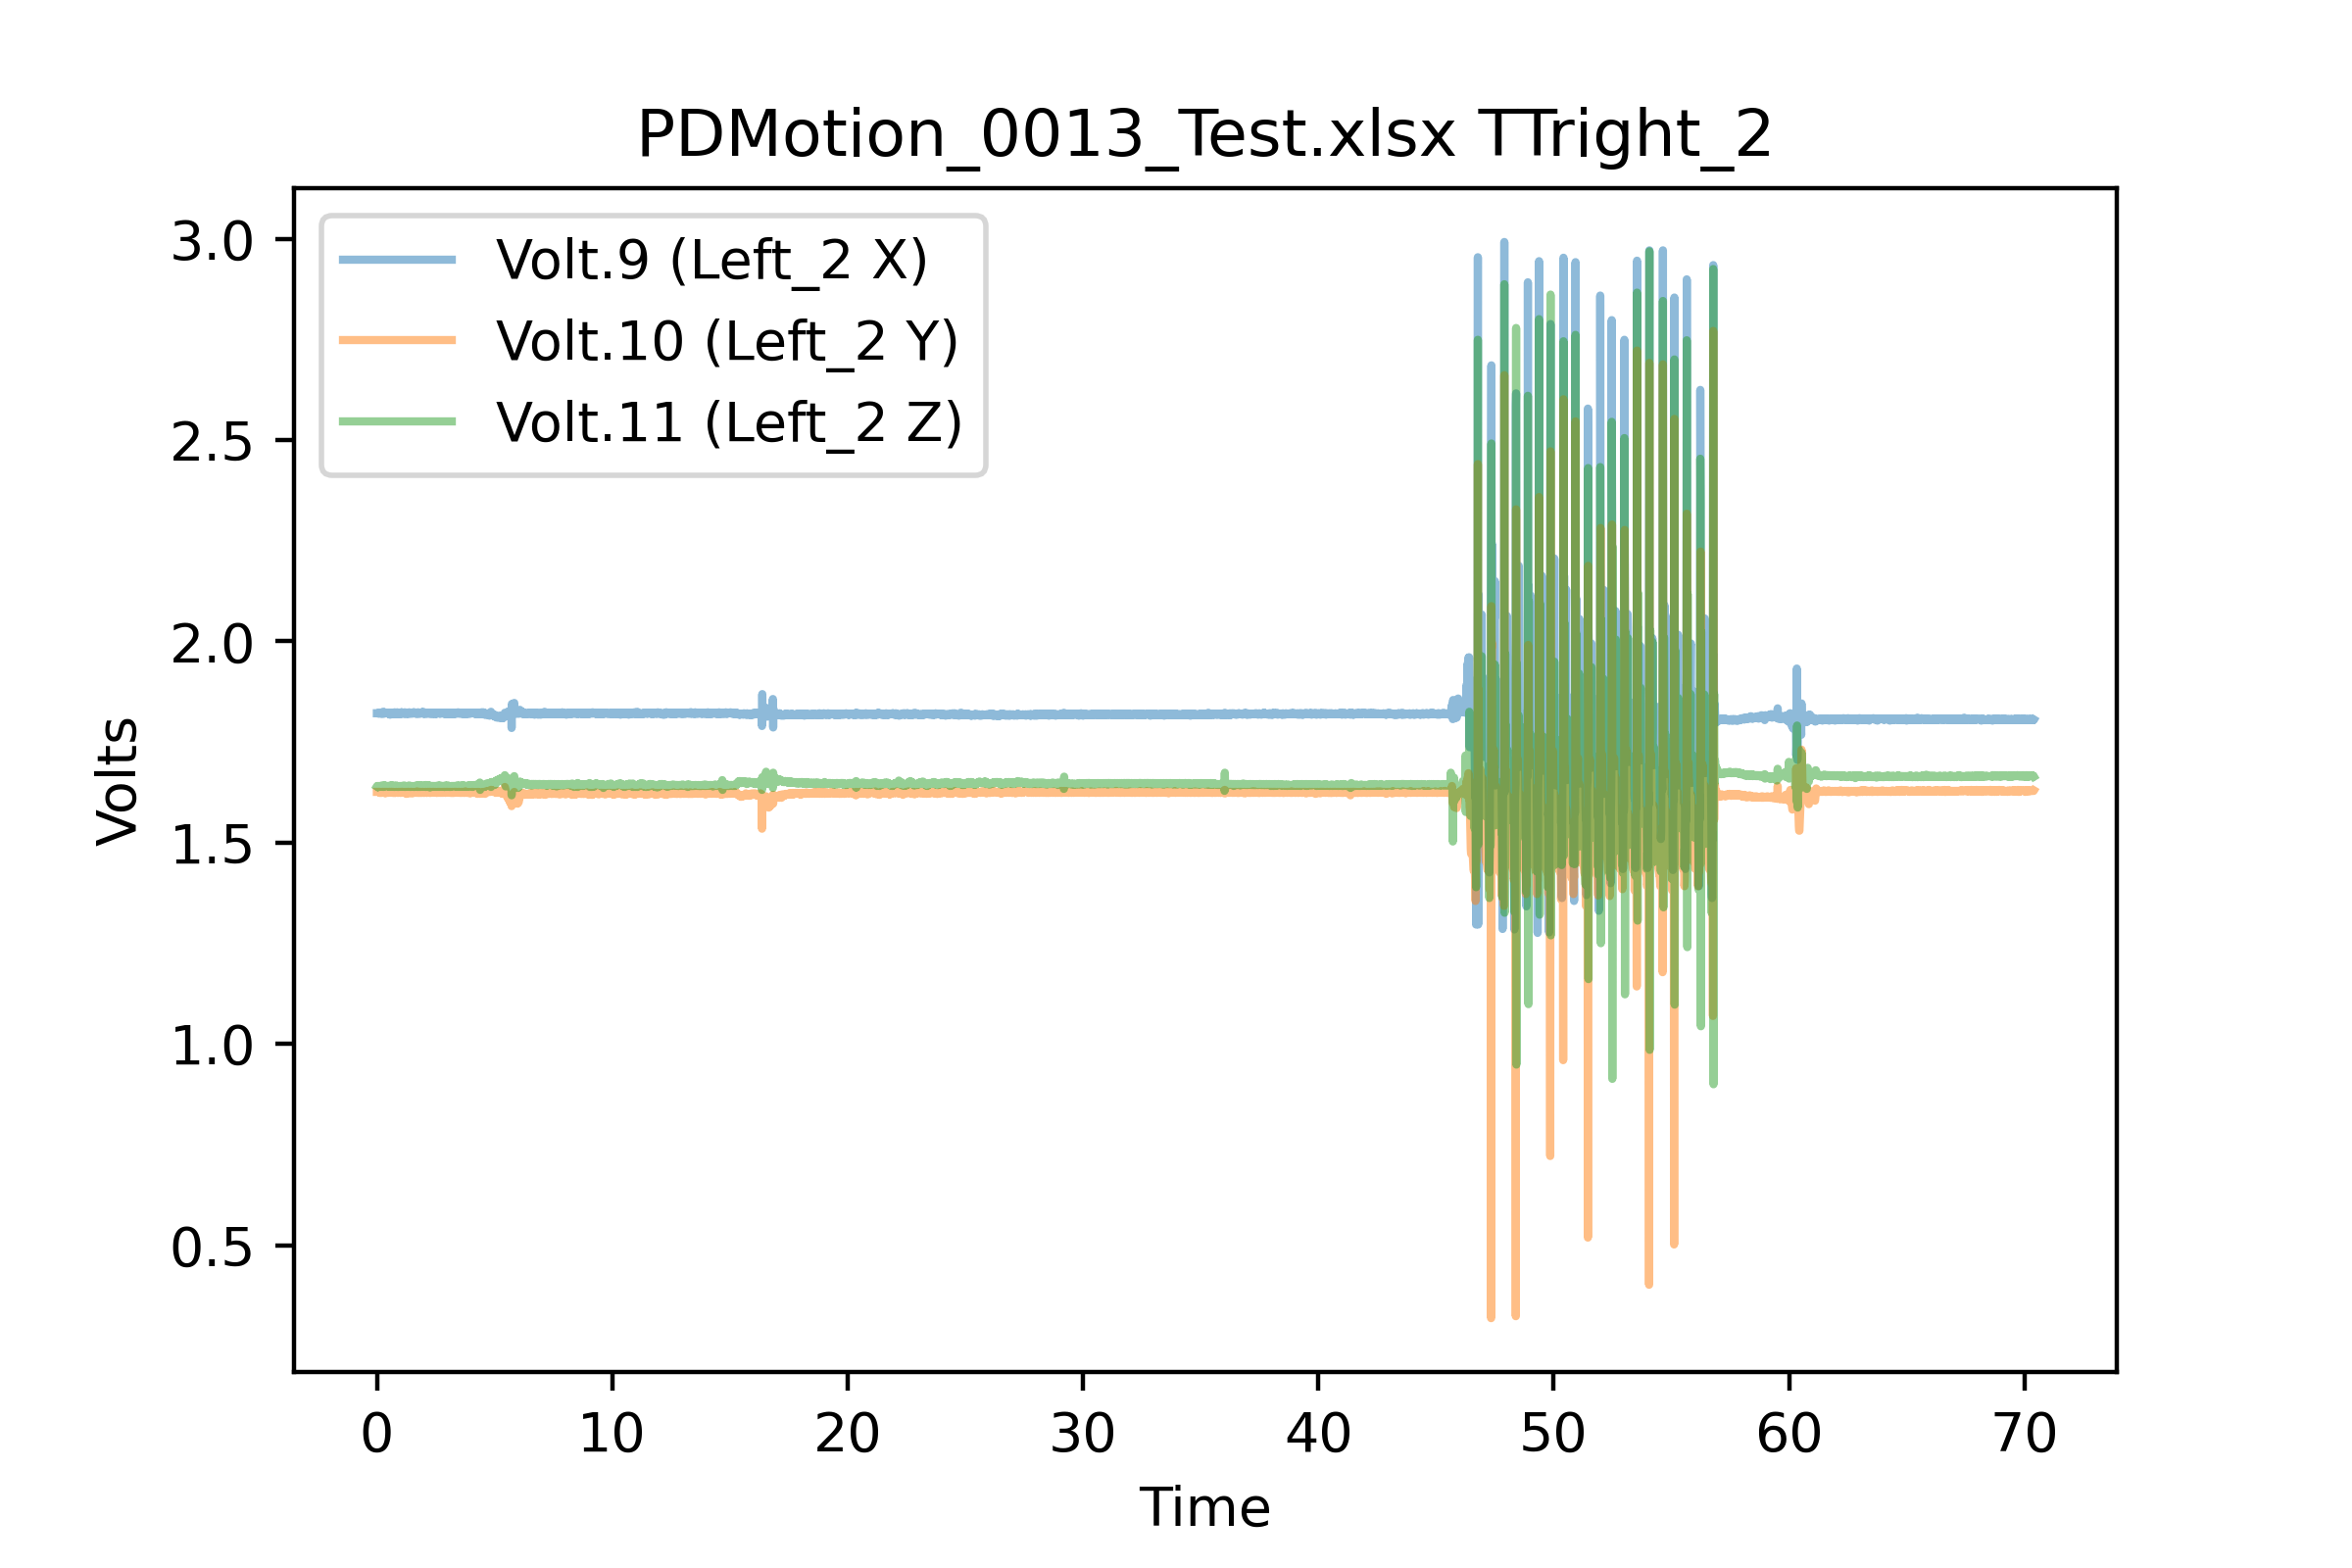 PDMotion_0013_Test.xlsx TTright_2
Volt.9 (Left_2 X)
Volt.10 (Left_2 Y)
Volt.11 (Left_2 Z)
3.0
2.5
2.0
1.5
1.0
0.5
Volts
0 10 20 30 40 50 60 70
Time